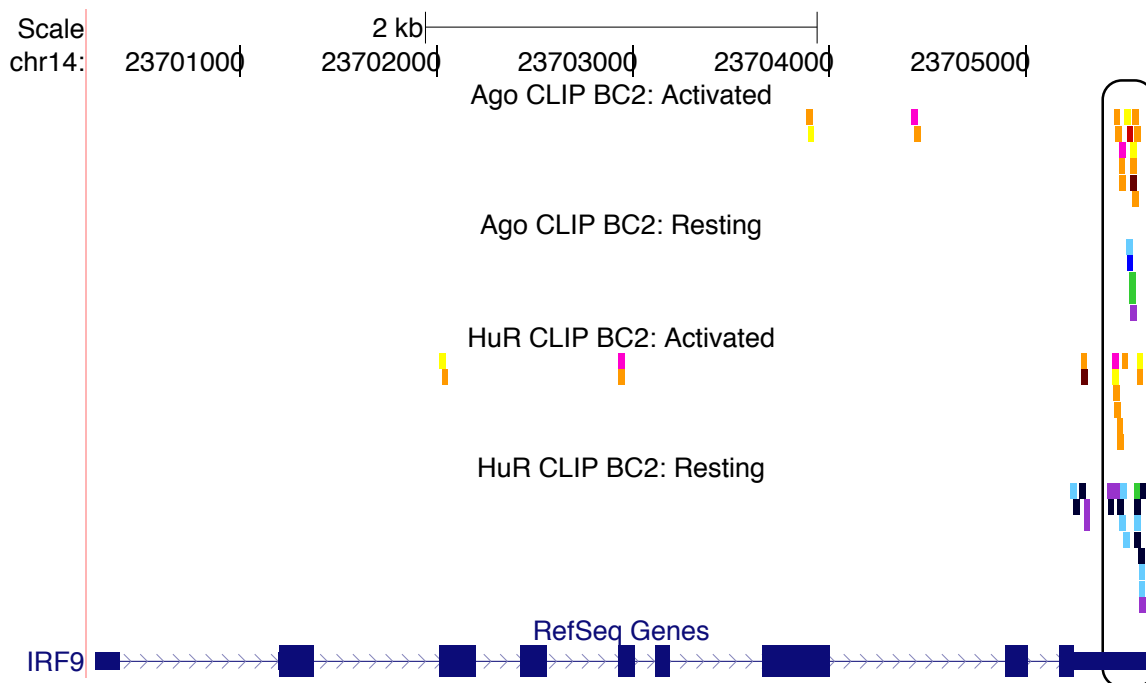 Scale 2 kb
chr14: 23701000 23702000 23703000 23704000 23705000
Ago CLIP BC2: Activated
Ago CLIP BC2: Resting
HuR CLIP BC2: Activated
HuR CLIP BC2: Resting
RefSeq Genes
IRF9